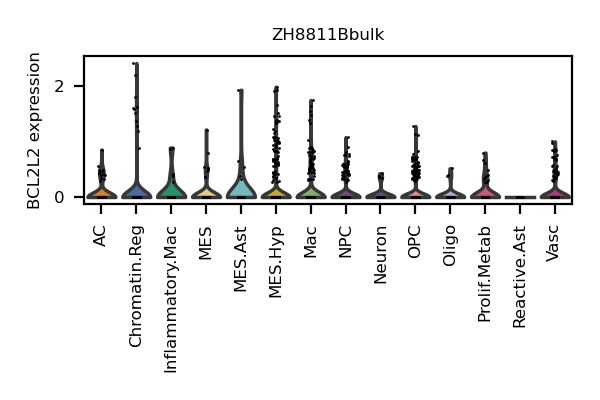 ZH8811Bbulk
BCL2L2 expression
2
0
AC
Chromatin.Reg
Inflammatory.Mac
MES
MES.Ast
MES.Hyp
Mac
NPC
Neuron
OPC
Oligo
Prolif.Metab
Reactive.Ast
Vasc